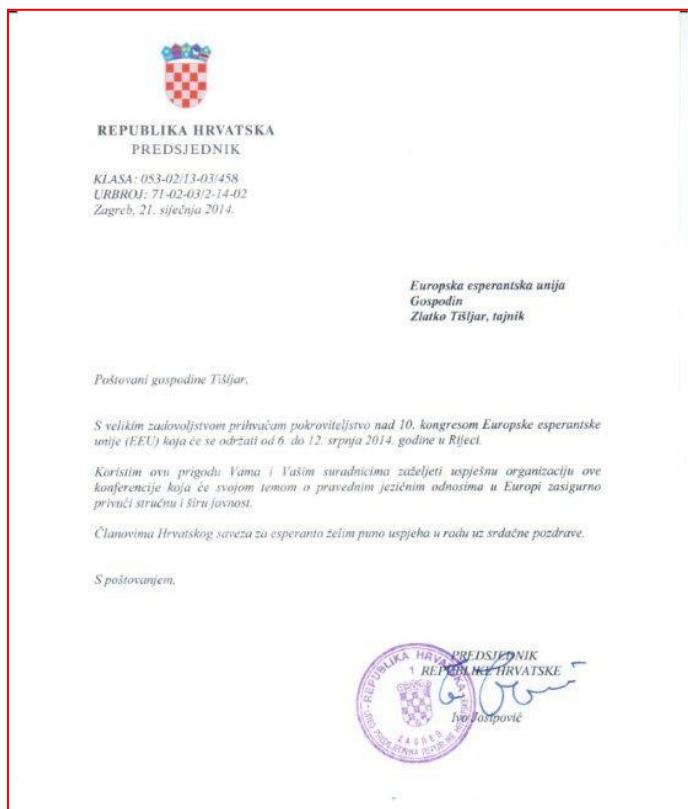 REPUBLIKA HRVATSKA
PREDSJEDNIK
KLASA: 053-02/13-03/458
URBROJ: 71-02-03/2-14-02
Zagreb, 21. siječnja 2014.
Europska esperantska unija
Gospodin
Zlatko Tišljar, tajnik
Poštovani gospodine Tišljar,
S velikim zadovoljstvom prihvaćam pokroviteljstvo nad 10. kongresom Europske esperantske
unije (EEU) koja će se održati od 6. do 12. srpnja 2014. godine u Rijeci.
Koristim ovu prigodu Vama i Vašim suradnicima zaželjeti uspješnu organizaciju ove
konferencije koja će svojom temom o pravednim jezičnim odnosima u Europi zasigurno
privući stručnu i širu javnost.
Članovima Hrvatskog saveza za esperanto želim puno uspjeha u radu uz srdačne pozdrave.
S poštovanjem,
PREDSJEDNIK
REPUBLIKE HRVATSKE
Ivo Josipović
REPUBLIKA HRVATSKA
1
ZAGREB